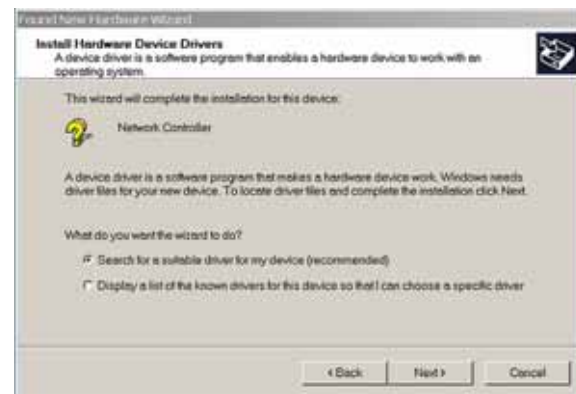 Found New Hardware Wizard
Install Hardware Device Drivers
A device driver is a software program that enables a hardware device to work with an
operating system.
This wizard will complete the installation for this device:
Network Controller
A device driver is a software program that makes a hardware device work. Windows needs
driver files for your new device. To locate driver files and complete the installation click Next.
What do you want the wizard to do?
Search for a suitable driver for my device (recommended)
Display a list of the known drivers for this device so that I can choose a specific driver
< Back
Next >
Cancel